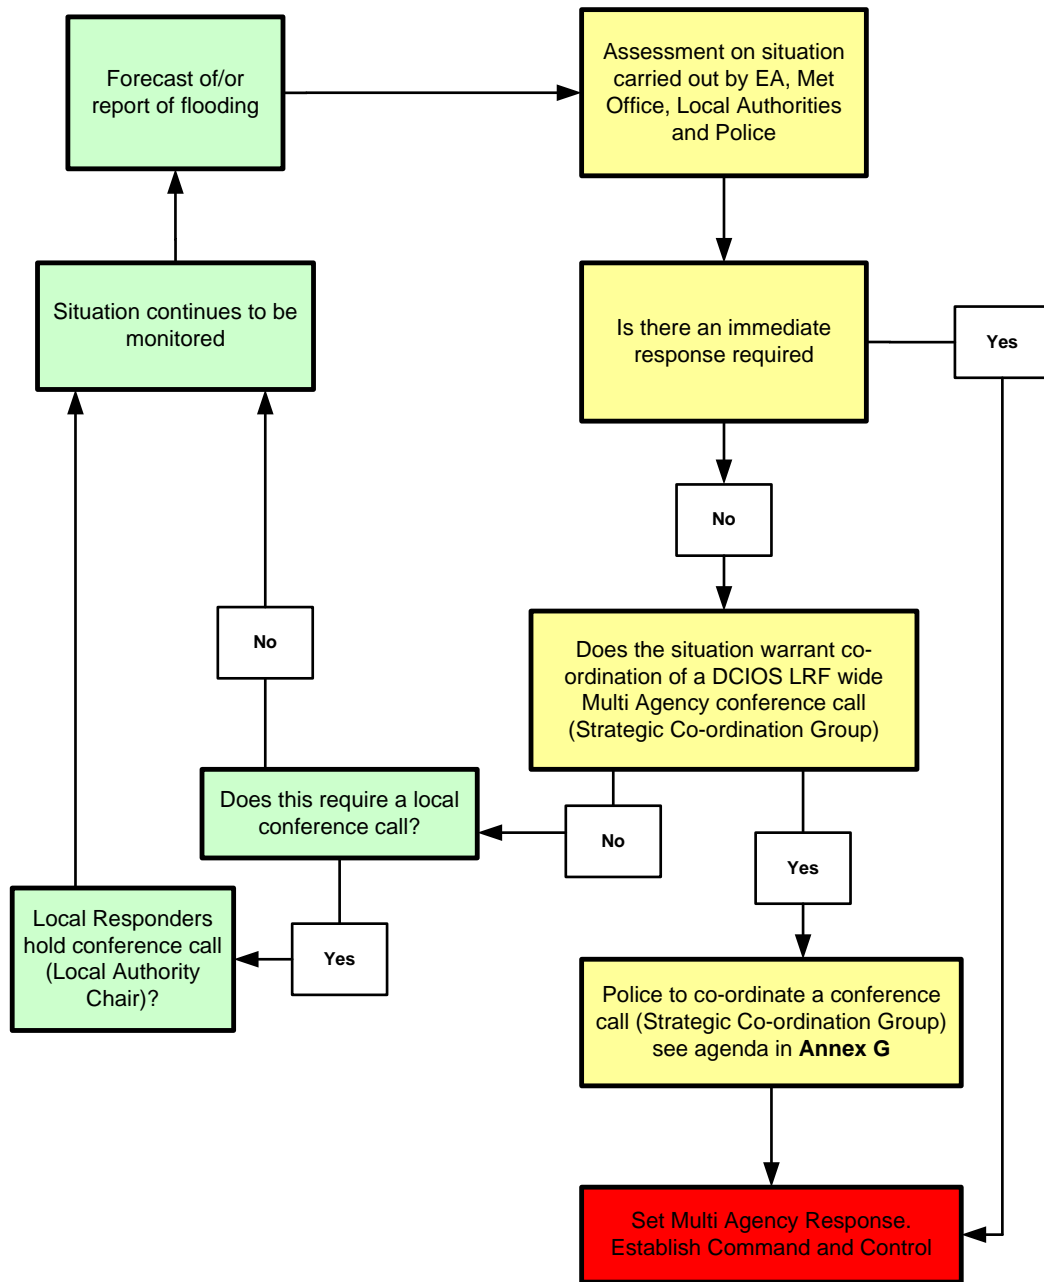 Forecast of/or
report of flooding
Assessment on situation
carried out by EA, Met
Office, Local Authorities
and Police
Situation continues to be
monitored
Is there an immediate
response required
Yes
No
No
Does the situation warrant co-
ordination of a DCIOS LRF wide
Multi Agency conference call
(Strategic Co-ordination Group)
Does this require a local
conference call?
No
Yes
Local Responders
hold conference call
(Local Authority
Chair)?
Yes
Police to co-ordinate a conference
call (Strategic Co-ordination Group)
see agenda in Annex G
Set Multi Agency Response.
Establish Command and Control